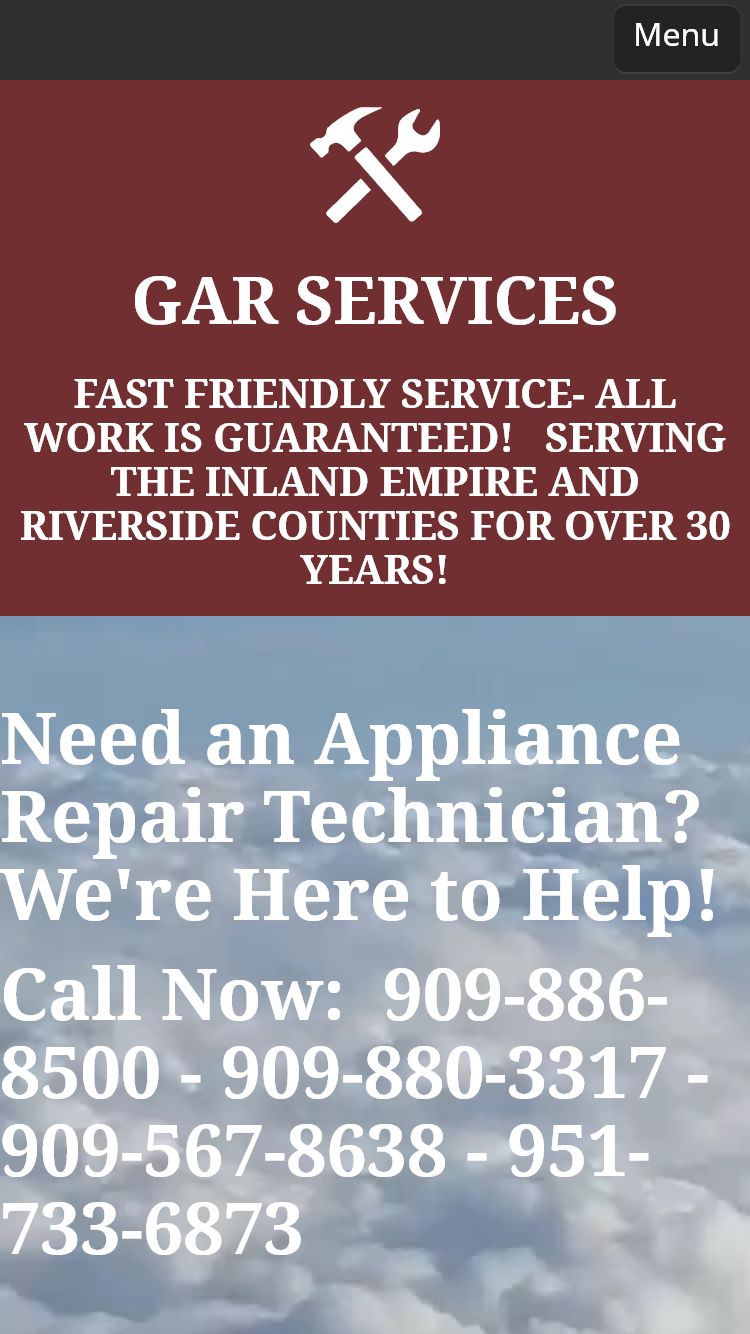 Menu
GAR SERVICES
FAST FRIENDLY SERVICE- ALL
WORK IS GUARANTEED!   SERVING
THE INLAND EMPIRE AND
RIVERSIDE COUNTIES FOR OVER 30
YEARS!
Need an Appliance
Repair Technician?
We're Here to Help!
Call Now:  909-886-
8500 - 909-880-3317 -
909-567-8638 - 951-
733-6873